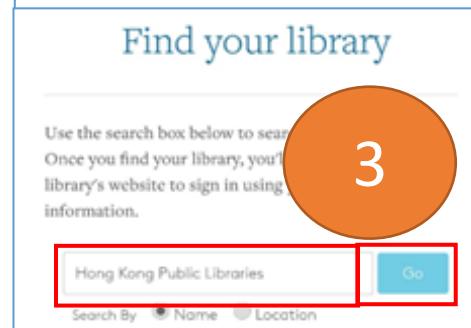 Find your library
Use the search box below to sear
Once you find your library, you'l
library's website to sign in using
information.
3
Hong Kong Public Libraries
Go
Search By Name Location